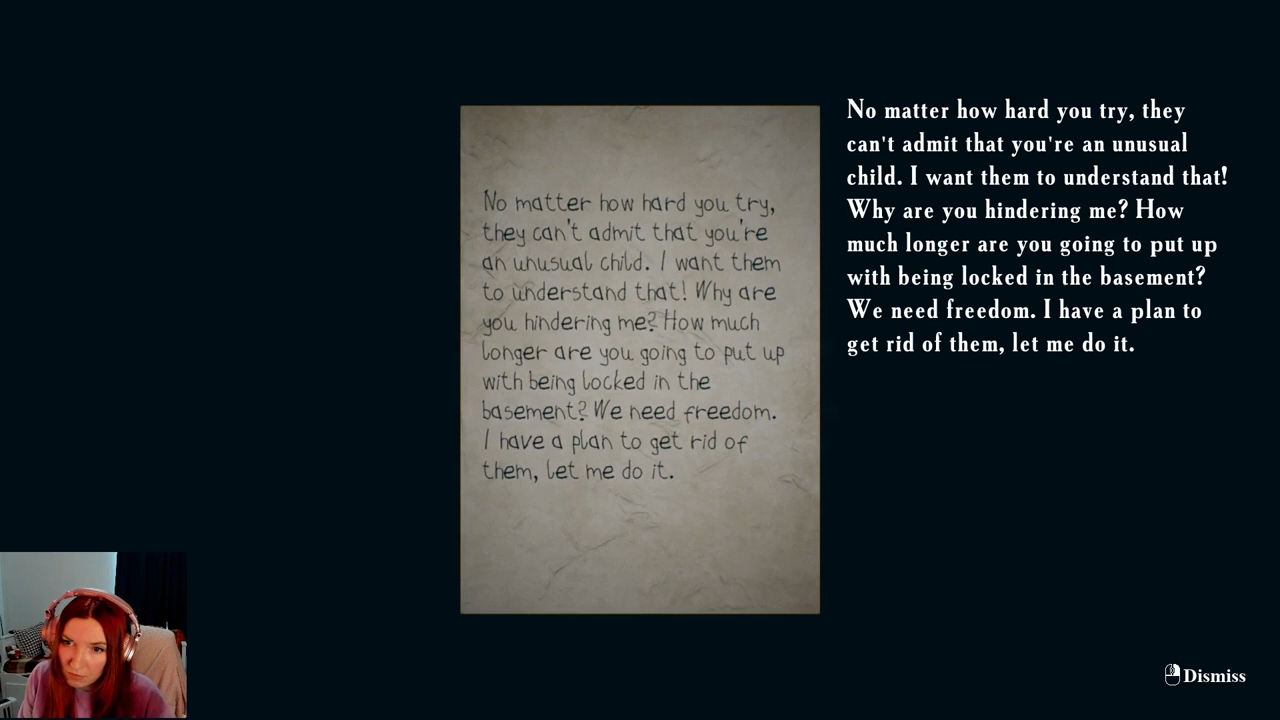 No matter how hard you try,
they can't admit that you're
an unusual child. I want them
to understand that! Why are
you hindering me? How much
longer are you going to put up
with being locked in the
basement? We need freedom.
I have a plan to get rid of
them, let me do it.
No matter how hard you try, they
can't admit that you're an unusual
child. I want them to understand that!
Why are you hindering me? How
much longer are you going to put up
with being locked in the basement?
We need freedom. I have a plan to
get rid of them, let me do it.
Dismiss